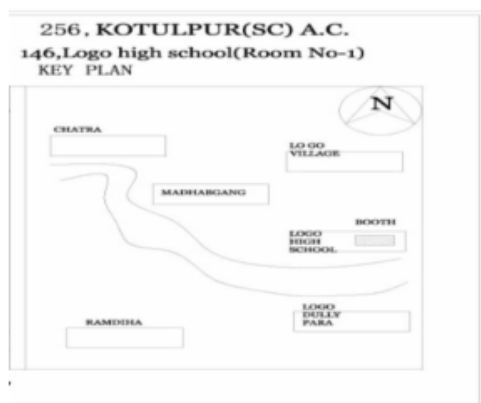 256, KOTULPUR(SC) A.C.
146,Logo high school(Room No-1)
KEY PLAN
N
CHATRA
LO GO
VILLAGE
MADHABGANG
BOOTH
LOGO
HIGH
SCHOOL
LOGO
DULLY
PARA
RAMDIHA